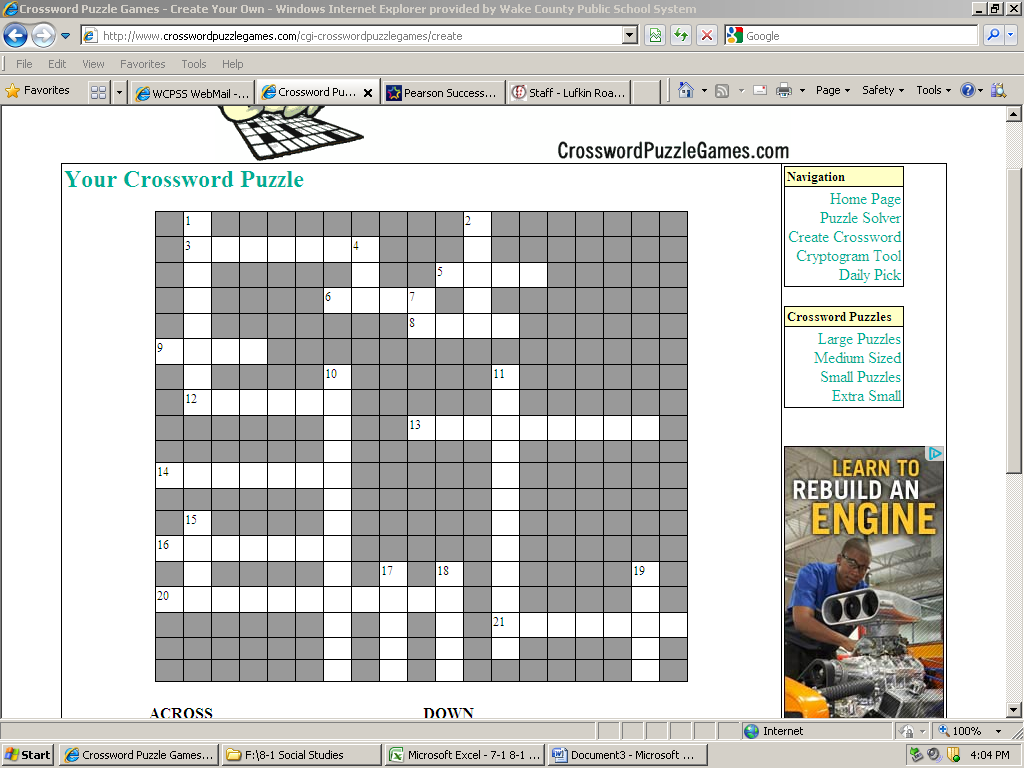 Crossword Puzzle Games - Create Your Own - Windows Internet Explorer provided by Wake County Public School System
http://www.crosswordpuzzlegames.com/cgi-crosswordpuzzlegames/create
Google
File Edit View Favorites Tools Help
Favorites
WCPSS WebMail -...
Crossword Pu...
Pearson Success...
Staff - Lufkin Roa...
Page
Safety
Tools
CrosswordPuzzleGames.com
Your Crossword Puzzle
1 2
3 4
5
6 7
8
9
10 11
12
13
14
15
16
17 18 19
20
21
ACROSS DOWN
Navigation
Home Page
Puzzle Solver
Create Crossword
Cryptogram Tool
Daily Pick
Crossword Puzzles
Large Puzzles
Medium Sized
Small Puzzles
Extra Small
LEARN TO
REBUILD AN
ENGINE
Internet
100%
Start
Crossword Puzzle Games...
F:\8-1 Social Studies
Microsoft Excel - 7-1 8-1 ...
Document3 - Microsoft ...
4:04 PM